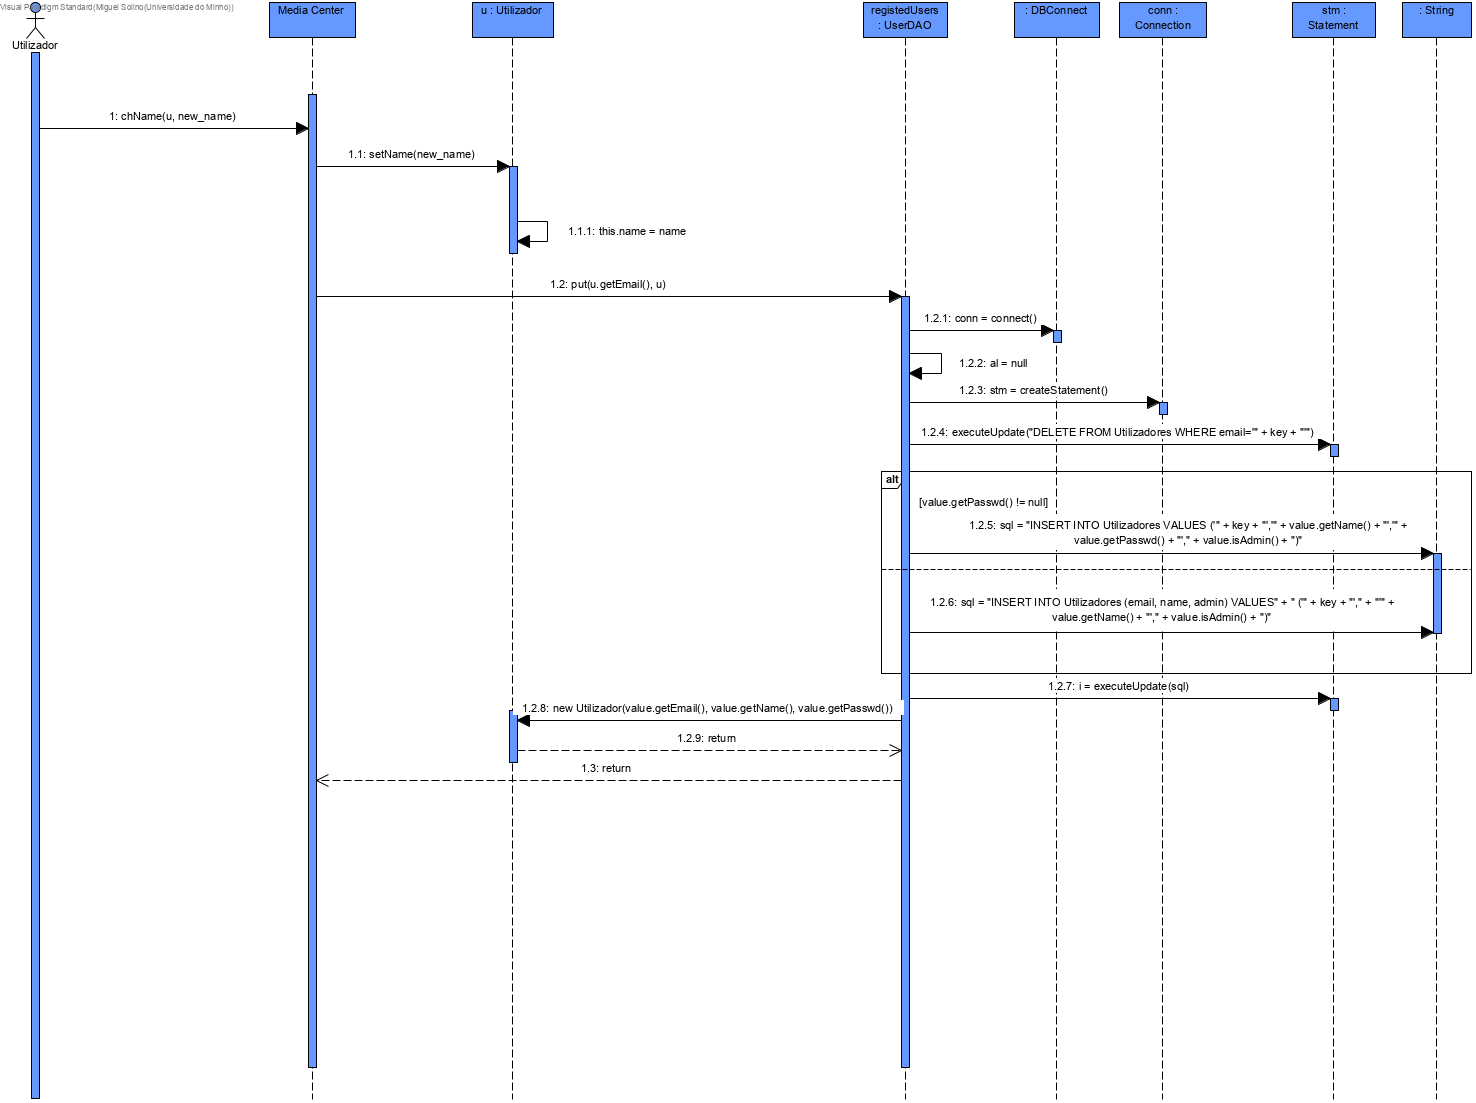 Visual Paradigm Standard(Miguel Solino(Universidade do Minho))
Utilizador
Media Center
u : Utilizador
registedUsers
: UserDAO
: DBConnect
conn :
Connection
stm :
Statement
: String
1: chName(u, new_name)
1.1: setName(new_name)
1.1.1: this.name = name
1.2: put(u.getEmail(), u)
1.2.1: conn = connect()
1.2.2: al = null
1.2.3: stm = createStatement()
1.2.4: executeUpdate("DELETE FROM Utilizadores WHERE email='" + key + "'")
alt
[value.getPasswd() != null]
1.2.5: sql = "INSERT INTO Utilizadores VALUES ('" + key + "','" + value.getName() + "','" +
value.getPasswd() + "'," + value.isAdmin() + ")"
1.2.6: sql = "INSERT INTO Utilizadores (email, name, admin) VALUES" + " ('" + key + "'," + "'" +
value.getName() + "'," + value.isAdmin() + ")"
1.2.7: i = executeUpdate(sql)
1.2.8: new Utilizador(value.getEmail(), value.getName(), value.getPasswd())
1.2.9: return
1.3: return